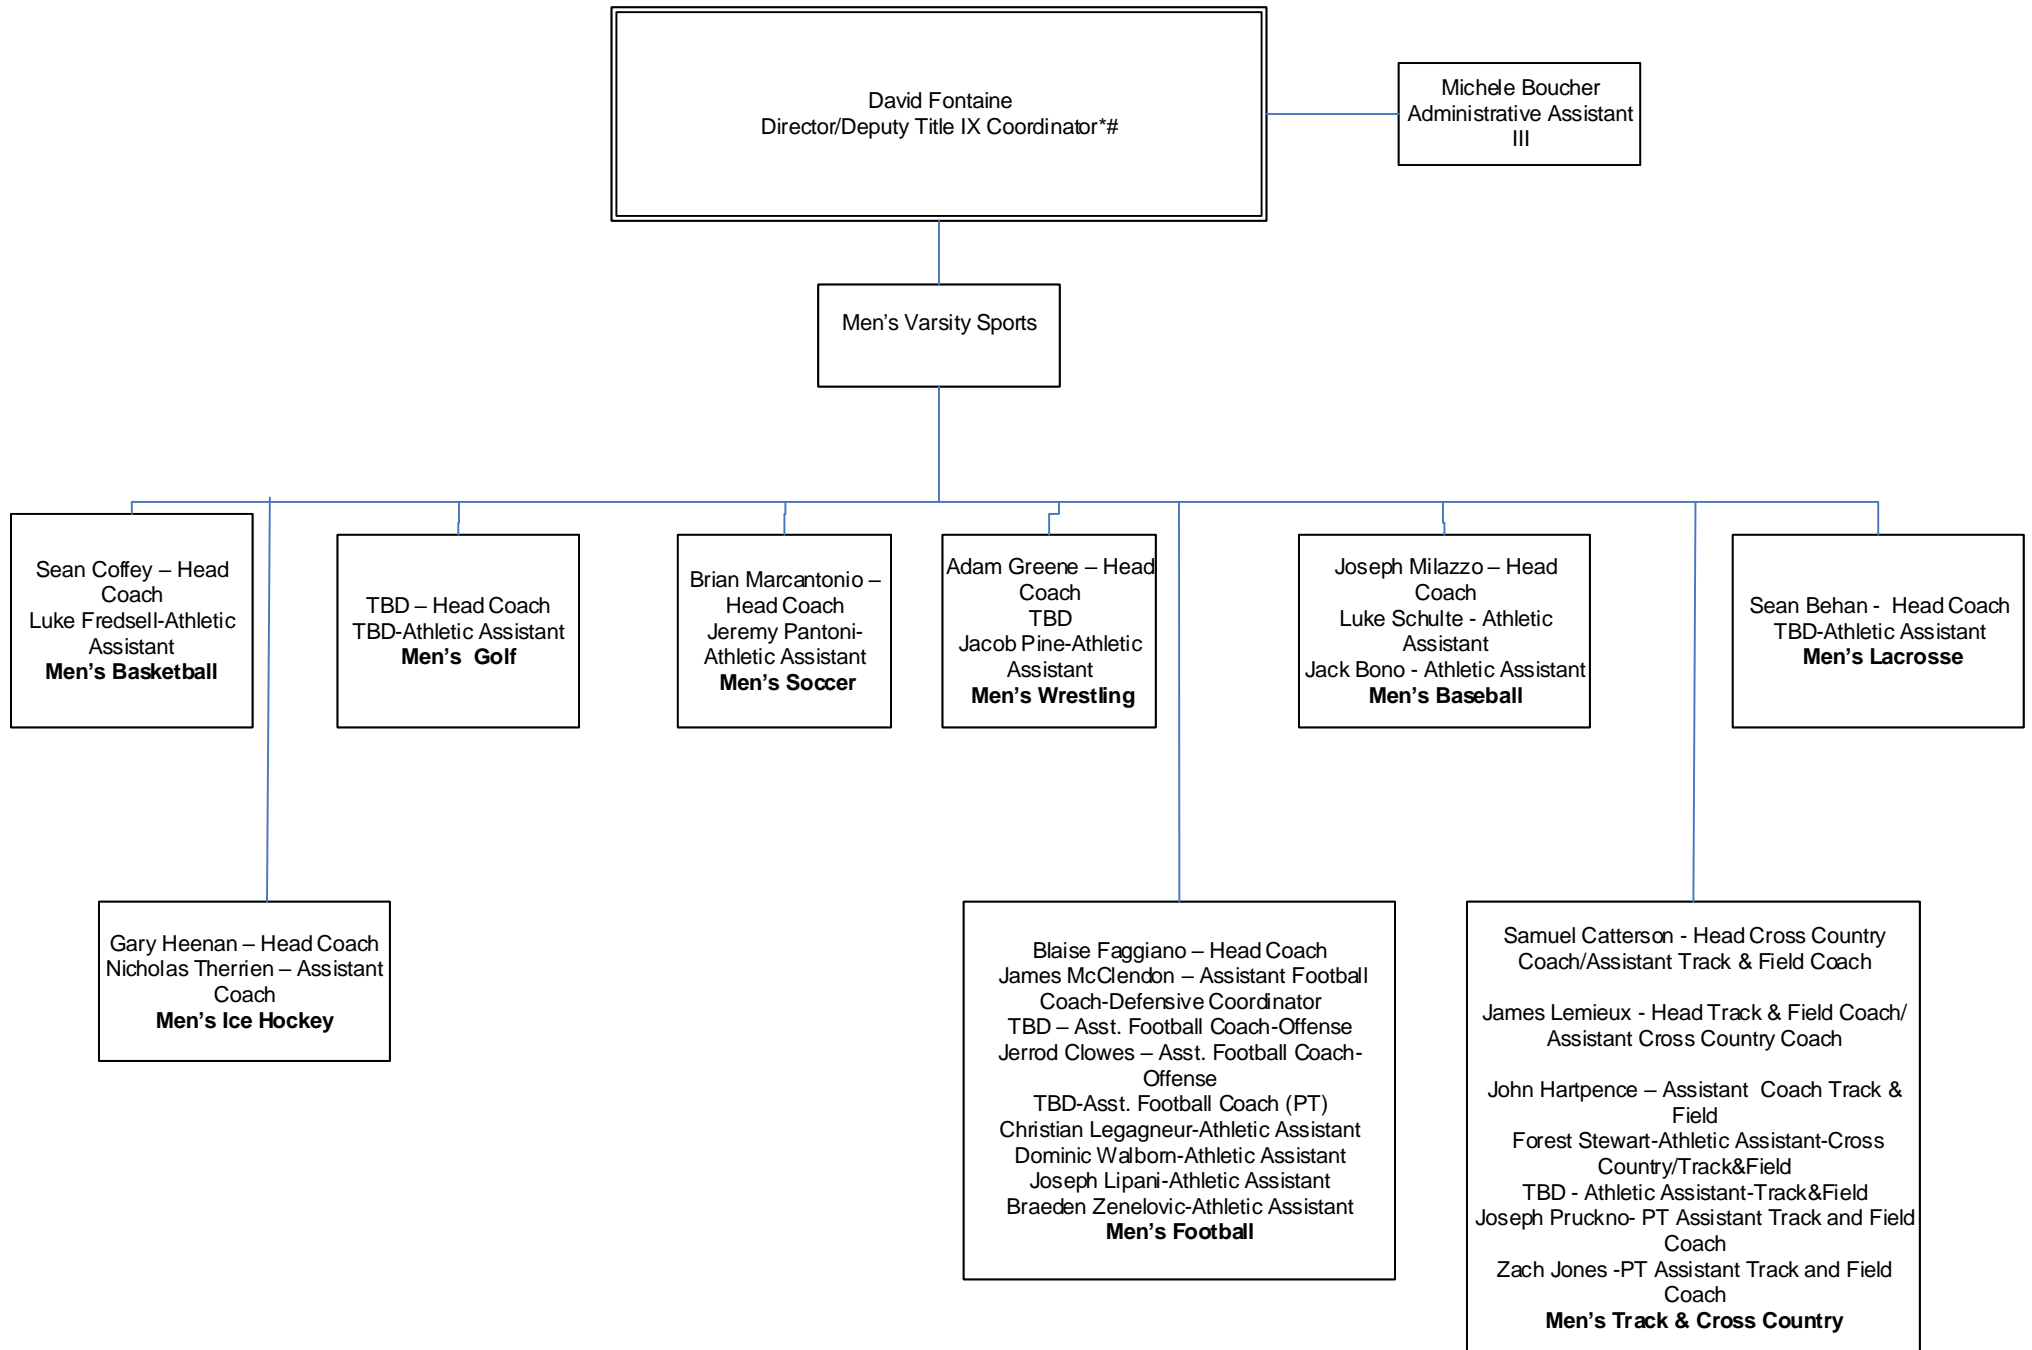 David Fontaine
Director/Deputy Title IX Coordinator*#
Michele Boucher
Administrative Assistant
III
Men’s Varsity Sports
Sean Coffey – Head
Coach
Luke Fredsell-Athletic
Assistant
Men’s Basketball
TBD – Head Coach
TBD-Athletic Assistant
Men’s  Golf
Brian Marcantonio –
Head Coach
Jeremy Pantoni-
Athletic Assistant
Men’s Soccer
Adam Greene – Head
Coach
TBD
Jacob Pine-Athletic
Assistant
Men’s Wrestling
Joseph Milazzo – Head
Coach
Luke Schulte - Athletic
Assistant
Jack Bono - Athletic Assistant
Men’s Baseball
Sean Behan -  Head Coach
TBD-Athletic Assistant
Men’s Lacrosse
Gary Heenan – Head Coach
Nicholas Therrien – Assistant
Coach
Men’s Ice Hockey
Blaise Faggiano – Head Coach
James McClendon – Assistant Football
Coach-Defensive Coordinator
TBD – Asst. Football Coach-Offense
Jerrod Clowes – Asst. Football Coach-
Offense
TBD-Asst. Football Coach (PT)
Christian Legagneur-Athletic Assistant
Dominic Walborn-Athletic Assistant
Joseph Lipani-Athletic Assistant
Braeden Zenelovic-Athletic Assistant
Men’s Football
Samuel Catterson - Head Cross Country
Coach/Assistant Track & Field Coach
James Lemieux - Head Track & Field Coach/
Assistant Cross Country Coach
John Hartpence – Assistant  Coach Track &
Field
Forest Stewart-Athletic Assistant-Cross
Country/Track&Field
TBD - Athletic Assistant-Track&Field
Joseph Pruckno- PT Assistant Track and Field
Coach
Zach Jones -PT Assistant Track and Field
Coach
Men’s Track & Cross Country